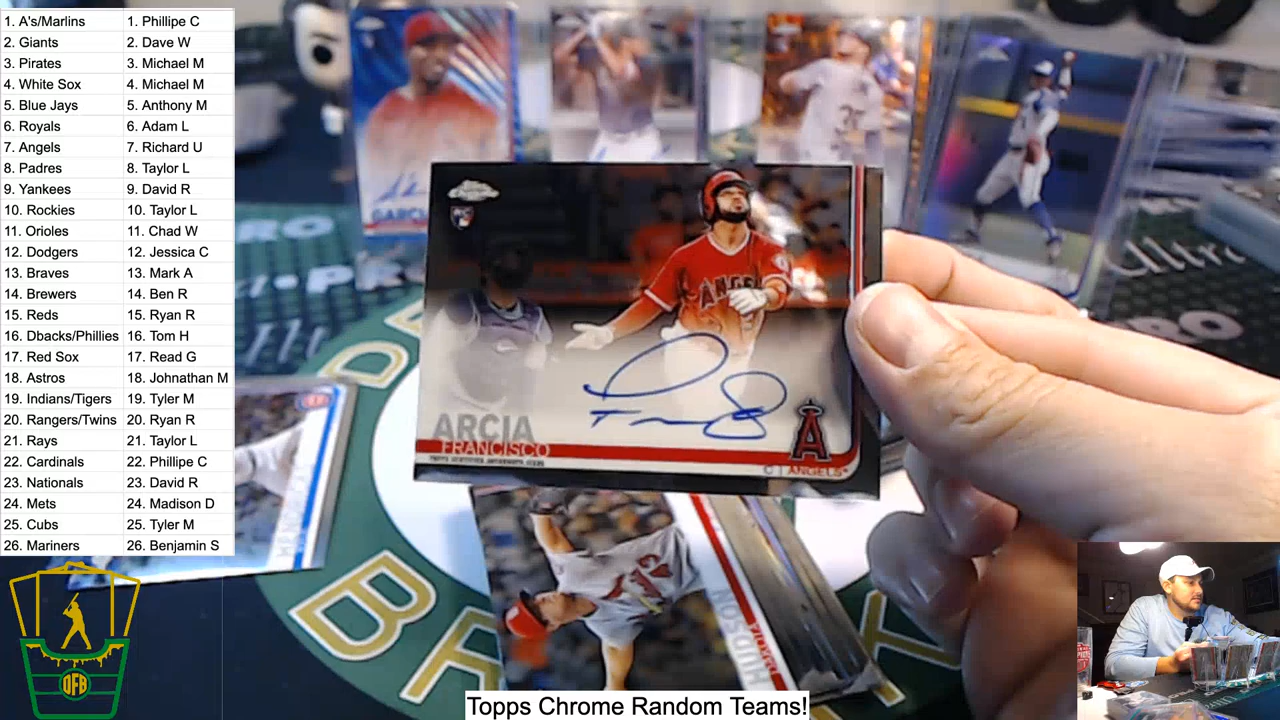 1. A's/Marlins 1. Phillipe C
2. Giants 2. Dave W
3. Pirates 3. Michael M
4. White Sox 4. Michael M
5. Blue Jays 5. Anthony M
6. Royals 6. Adam L
7. Angels 7. Richard U
8. Padres 8. Taylor L
9. Yankees 9. David R
10. Rockies 10. Taylor L
11. Orioles 11. Chad W
12. Dodgers 12. Jessica C
13. Braves 13. Mark A
14. Brewers 14. Ben R
15. Reds 15. Ryan R
16. Dbacks/Phillies 16. Tom H
17. Red Sox 17. Read G
18. Astros 18. Johnathan M
19. Indians/Tigers 19. Tyler M
20. Rangers/Twins 20. Ryan R
21. Rays 21. Taylor L
22. Cardinals 22. Phillipe C
23. Nationals 23. David R
24. Mets 24. Madison D
25. Cubs 25. Tyler M
26. Mariners 26. Benjamin S
ANGEL
ARCIA
FRANCISCO
A
ANGELS
HUDSON
DAKOTA
Ultra
PRO
BR
OFB
Topps Chrome Random Teams!